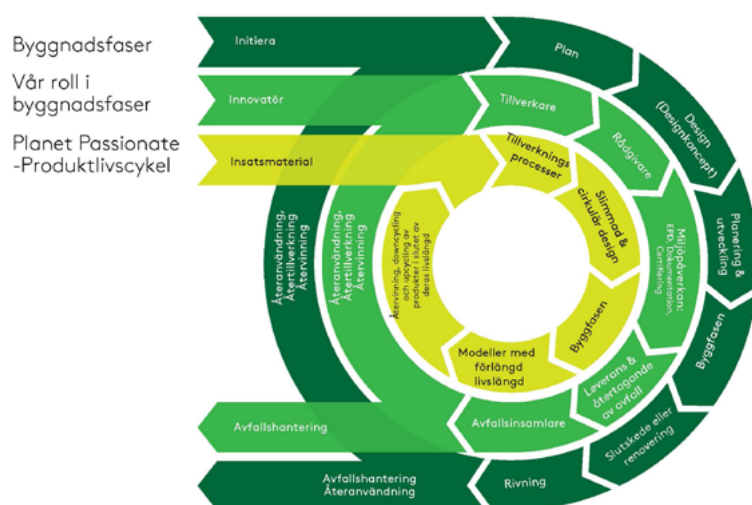 Byggnadsfaser
Vår roll i
byggnadsfaser
Planet Passionate
-Produktlivscykel
Initiera
Plan
Design
(Designkoncept)
Planering &
utveckling
Byggfasen
Slutskede eller
renovering
Rivning
Avfallshantering
Återanvändning
Återanvändning,
Återtillverkning
Återvinning
Innovatör
Tillverkare
Rådgivare
Miljöpåverkan:
EPD, Dokumentation,
Certifiering
Leverans &
återtagande
av avfall
Avfallsinsamlare
Avfallshantering
Återanvändning,
Återtillverkning
Återvinning
Insatsmaterial
Tillverknings
processer
Slimmad &
cirkulär design
Byggfasen
Modeller med
förlängd
livslängd
Återvinning, downcycling
och upcycling av
produkter i slutet av
deras livslängd